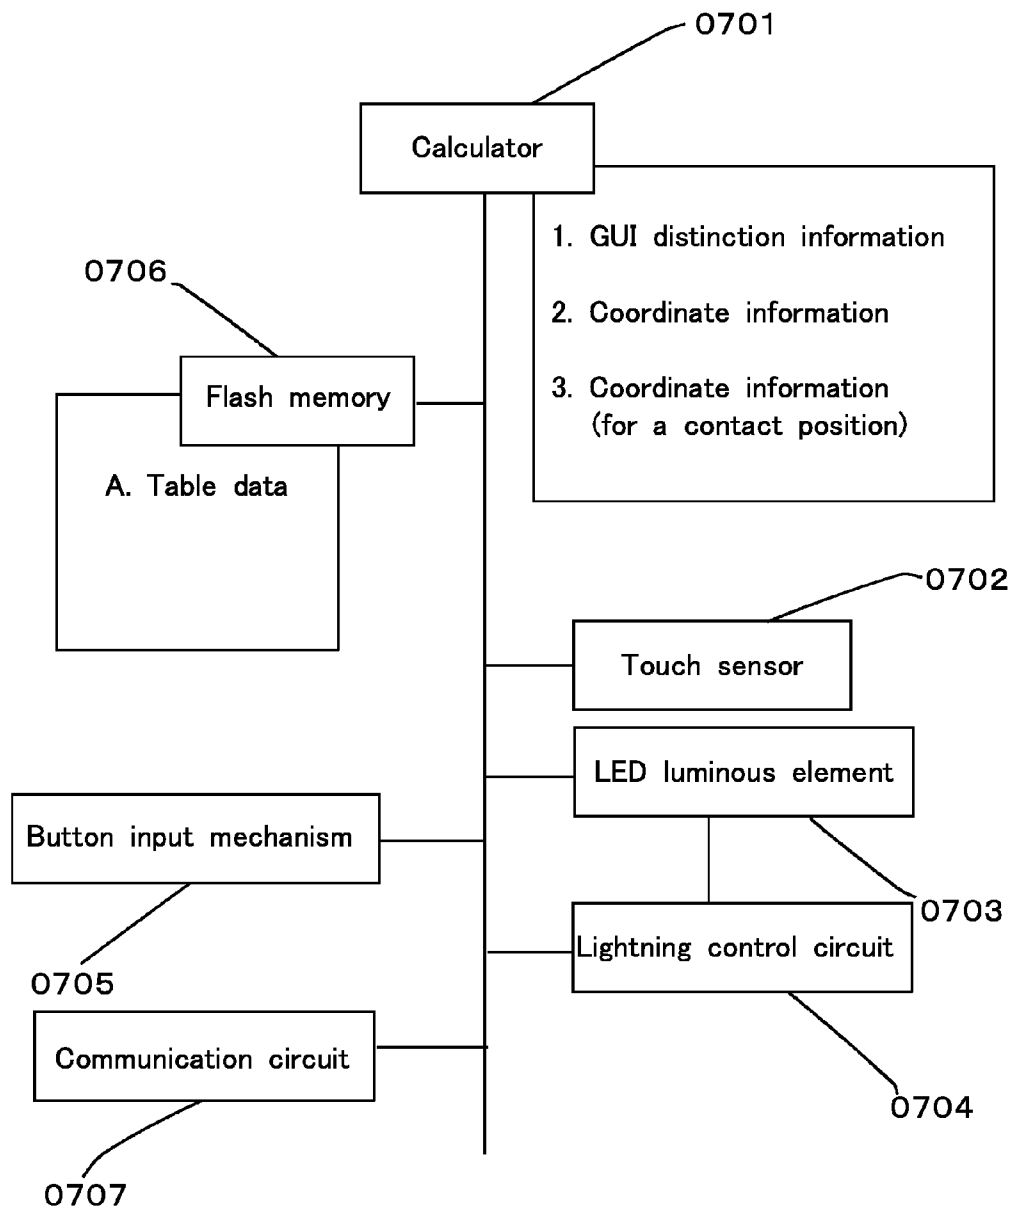 0701
Calculator
1. GUI distinction information
0706
2. Coordinate information
Flash memory
3. Coordinate information
(for a contact position)
A. Table data
0702
Touch sensor
LED luminous element
Button input mechanism
0703
Lightning control circuit
0705
Communication circuit
0704
0707